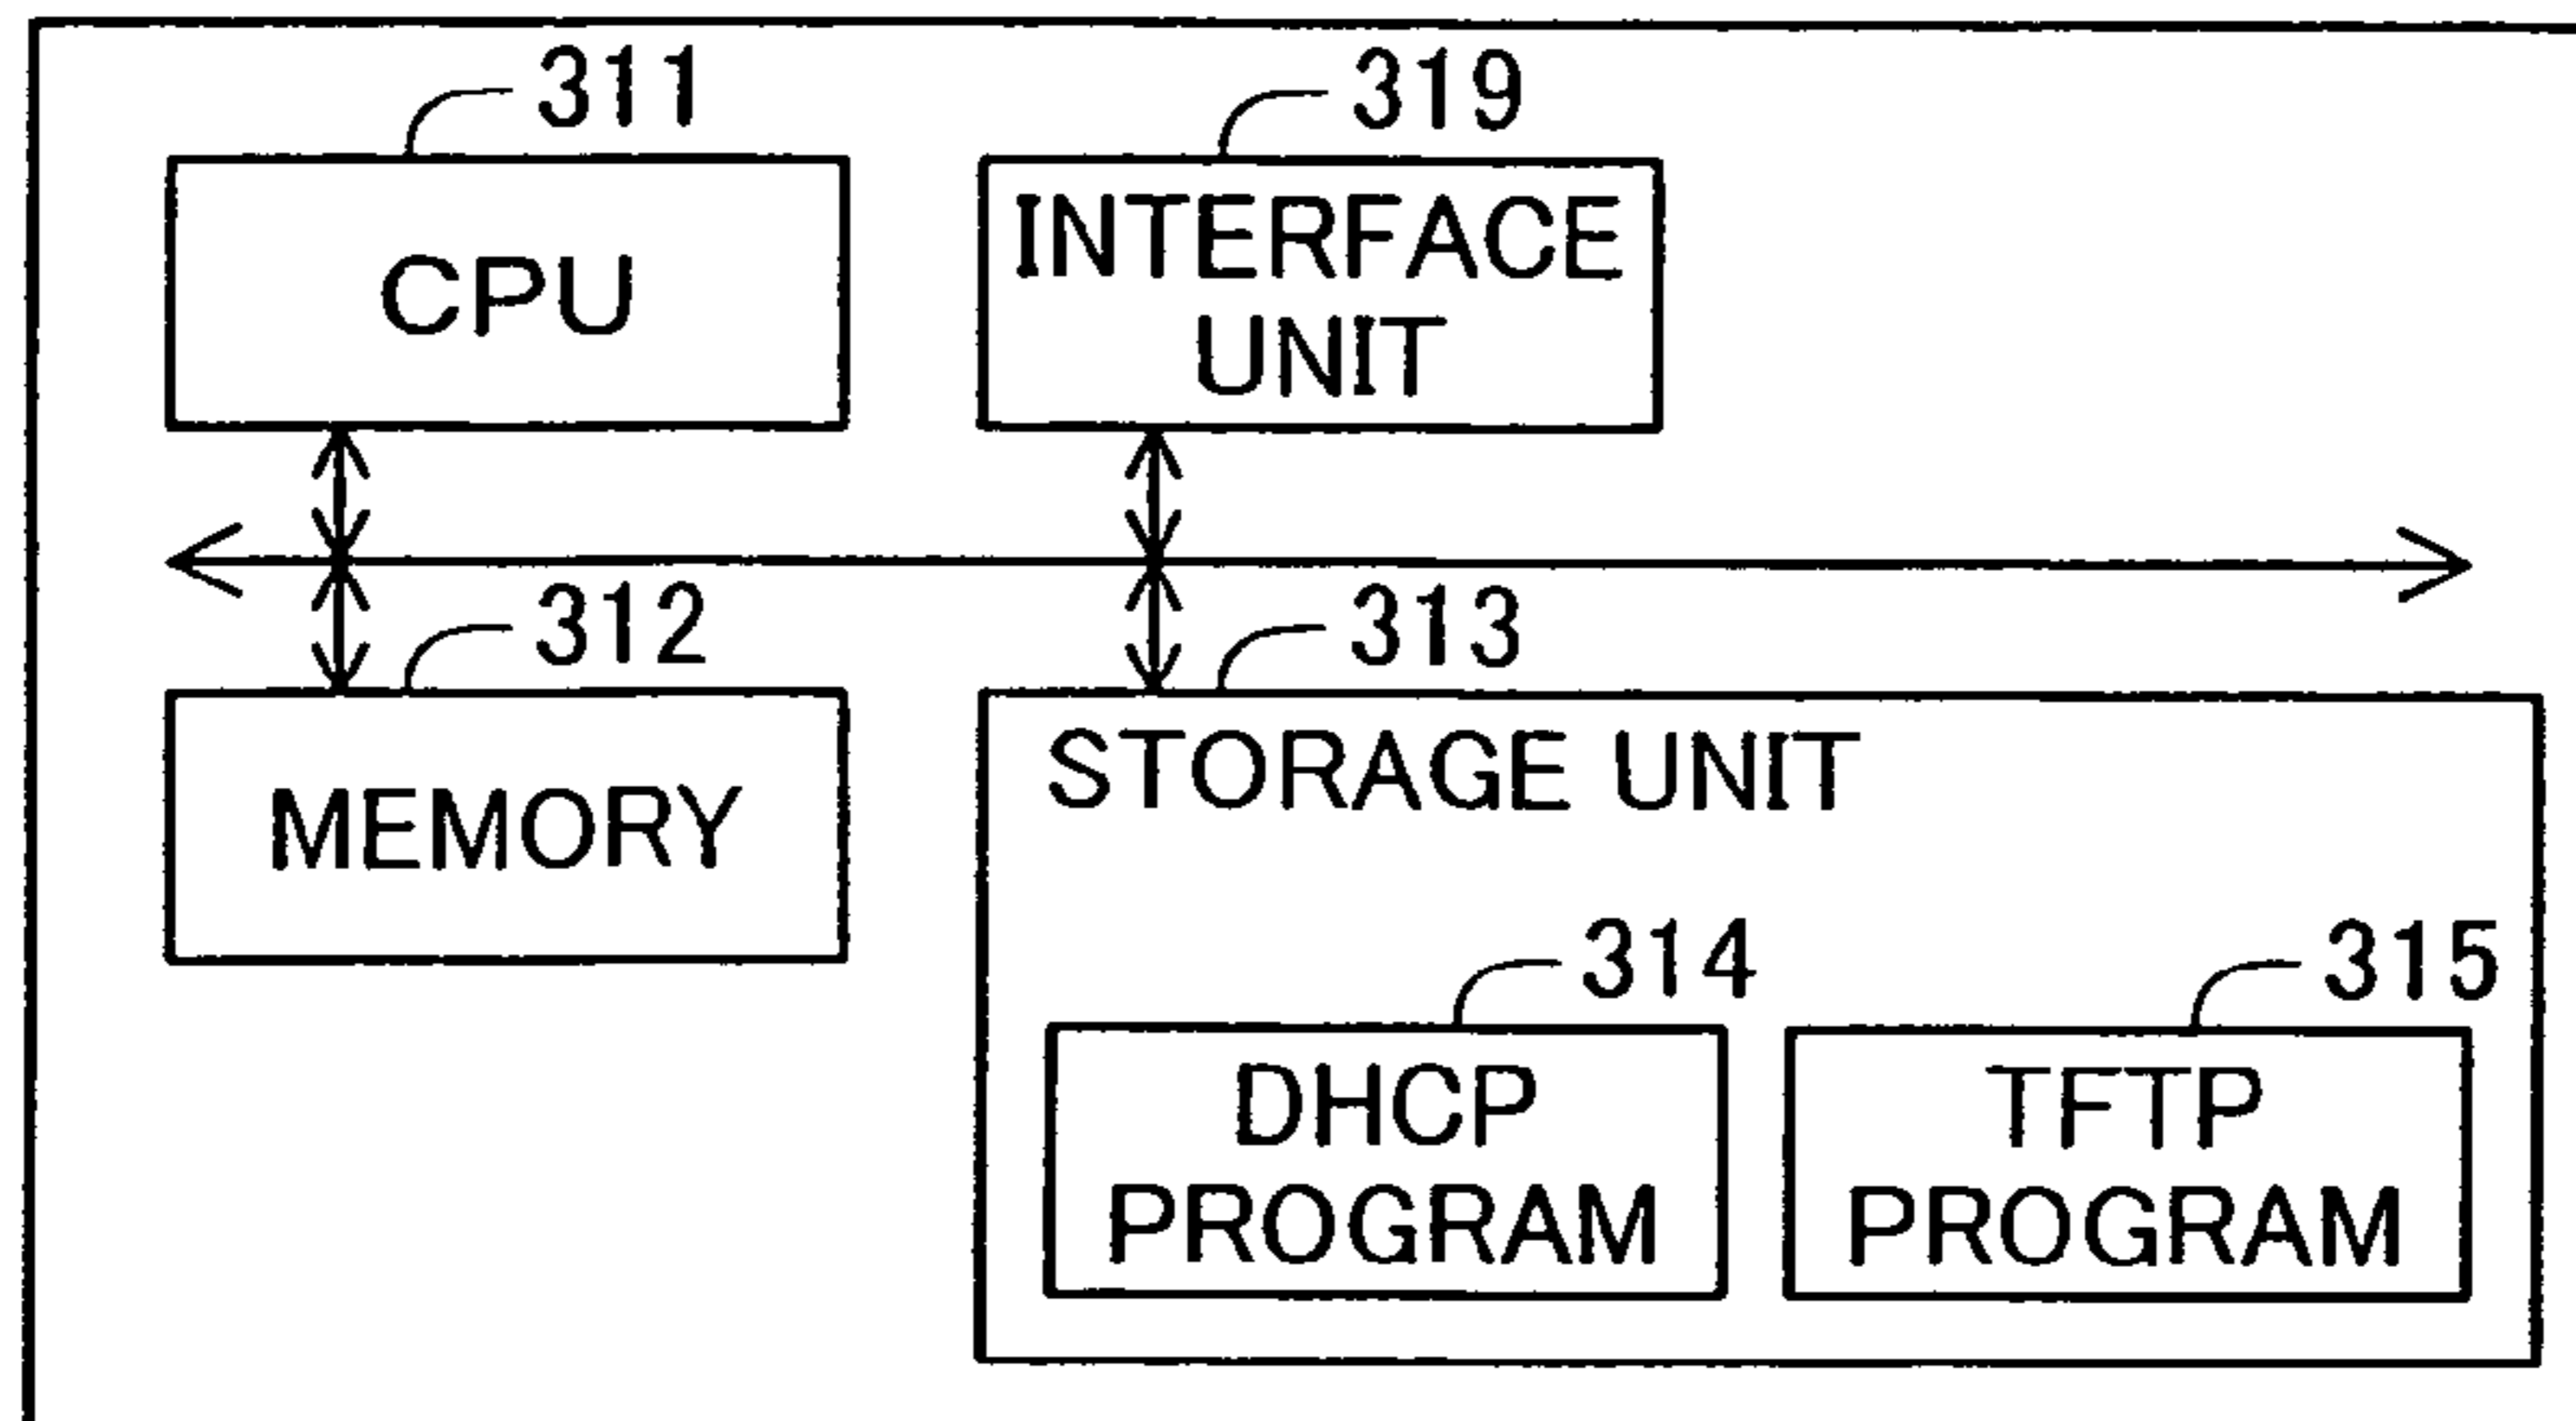 311
319
CPU
INTERFACE
UNIT
312
313
MEMORY
STORAGE UNIT
314
315
DHCP
PROGRAM
TFTP
PROGRAM